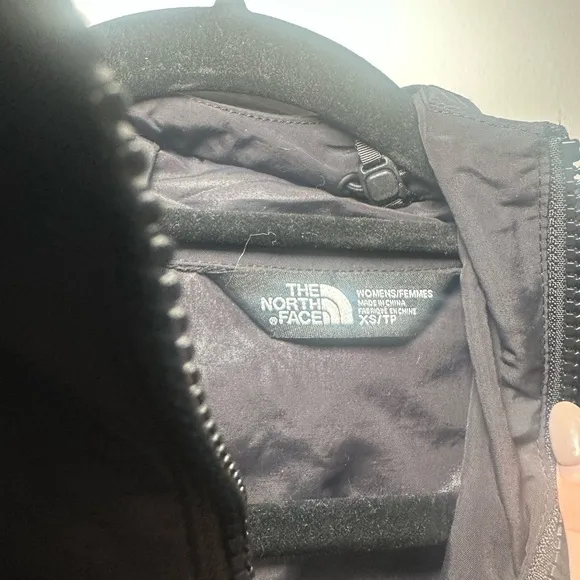 THE
NORTH
® FACE
WOMENS/FEMMES
MADE IN CHINA
FABRIQUÉ EN CHINE
XS/TP